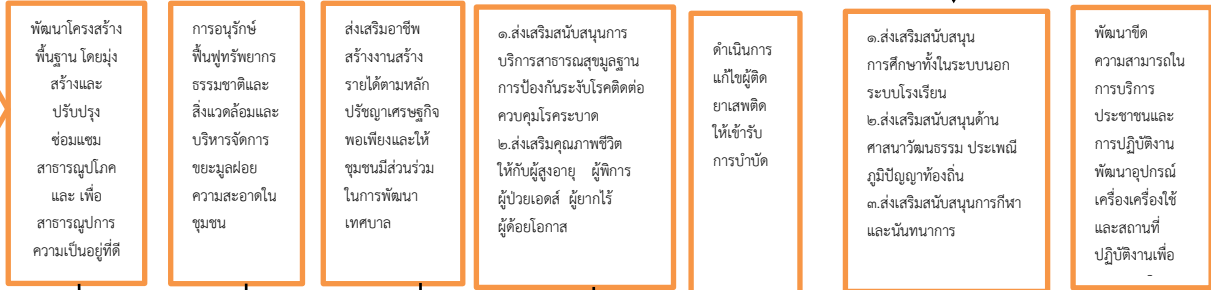 พัฒนาโครงสร้าง
พื้นฐาน โดยมุ่ง
สร้างและ
ปรับปรุง
ซ่อมแซม
สาธารณูปโภค
และ เพื่อ
สาธารณูปการ
ความเป็นอยู่ที่ดี
การอนุรักษ์
ฟื้นฟูทรัพยากร
ธรรมชาติและ
สิ่งแวดล้อมและ
บริหารจัดการ
ขยะมูลฝอย
ความสะอาดใน
ชุมชน
ส่งเสริมอาชีพ
สร้างงานสร้าง
รายได้ตามหลัก
ปรัชญาเศรษฐกิจ
พอเพียงและให้
ชุมชนมีส่วนร่วม
ในการพัฒนา
เทศบาล
๑.ส่งเสริมสนับสนุนการ
บริการสาธารณสุขมูลฐาน
การป้องกันระงับโรคติดต่อ
ควบคุมโรคระบาด
๒.ส่งเสริมคุณภาพชีวิต
ให้กับผู้สูงอายุ ผู้พิการ
ผู้ป่วยเอดส์ ผู้ยากไร้
ผู้ด้อยโอกาส
ดำเนินการ
แก้ไขผู้ติด
ยาเสพติด
ให้เข้ารับ
การบำบัด
๑.ส่งเสริมสนับสนุน
การศึกษาทั้งในระบบนอก
ระบบโรงเรียน
๒.ส่งเสริมสนับสนุนด้าน
ศาสนาวัฒนธรรม ประเพณี
ภูมิปัญญาท้องถิ่น
๓.ส่งเสริมสนับสนุนการกีฬา
และนันทนาการ
พัฒนาขีด
ความสามารถใน
การบริการ
ประชาชนและ
การปฏิบัติงาน
พัฒนาอุปกรณ์
เครื่องเครื่องใช้
และสถานที่
ปฏิบัติงานเพื่อ